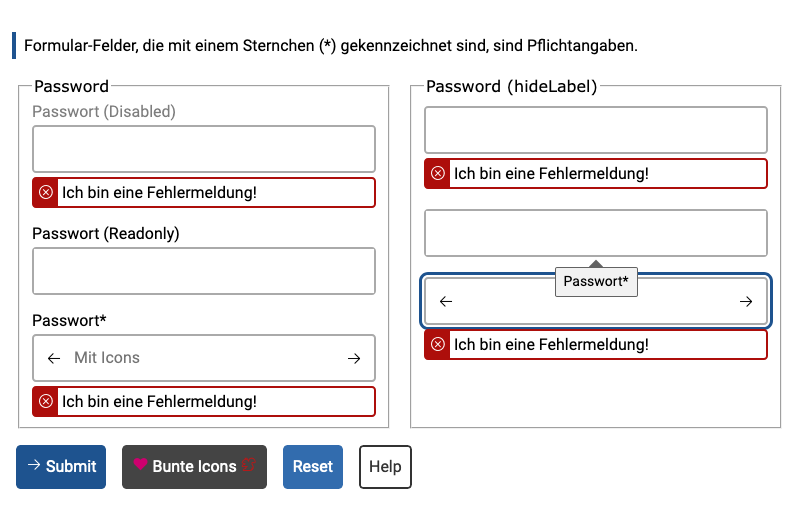 Formular-Felder, die mit einem Sternchen (*) gekennzeichnet sind, sind Pflichtangaben.
Password
Passwort (Disabled)
Ich bin eine Fehlermeldung!
Passwort (Readonly)
Passwort*
Mit Icons
Ich bin eine Fehlermeldung!
Password (hideLabel)
Ich bin eine Fehlermeldung!
Passwort*
Ich bin eine Fehlermeldung!
Submit
Bunte Icons
Reset
Help